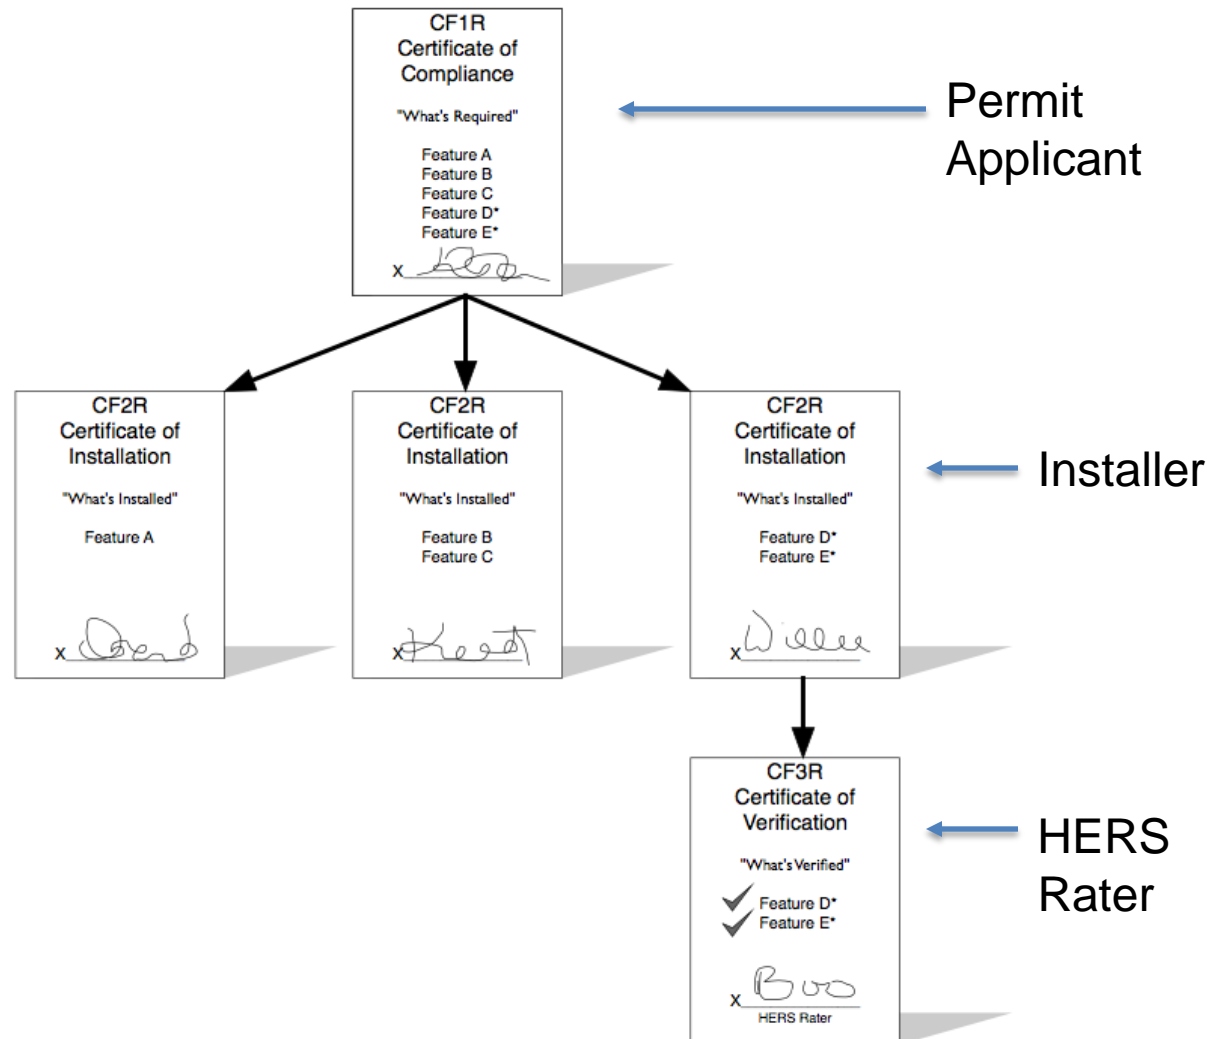 CF1R
Certificate of
Compliance
"What's Required"
Feature A
Feature B
Feature C
Feature D*
Feature E*
X
Permit
Applicant
CF2R
Certificate of
Installation
"What's Installed"
Feature A
X
CF2R
Certificate of
Installation
"What's Installed"
Feature B
Feature C
X
CF2R
Certificate of
Installation
"What's Installed"
Feature D*
Feature E*
X Willee
Installer
CF3R
Certificate of
Verification
"What's Verified"
Feature D*
Feature E*
X Boo
HERS Rater
HERS
Rater